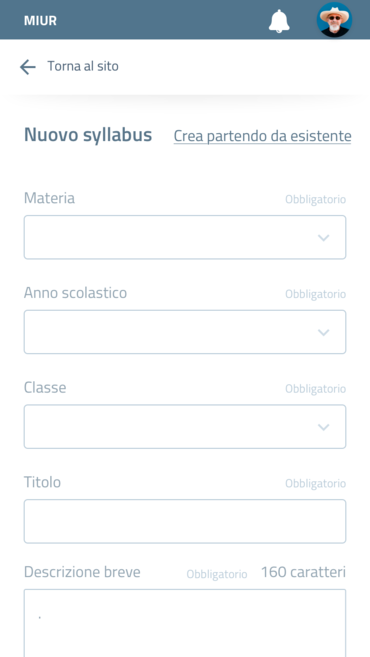 MIUR
Torna al sito
Nuovo syllabus Crea partendo da esistente
Materia Obbligatorio
Anno scolastico Obbligatorio
Classe Obbligatorio
Titolo Obbligatorio
Descrizione breve Obbligatorio 160 caratteri
.